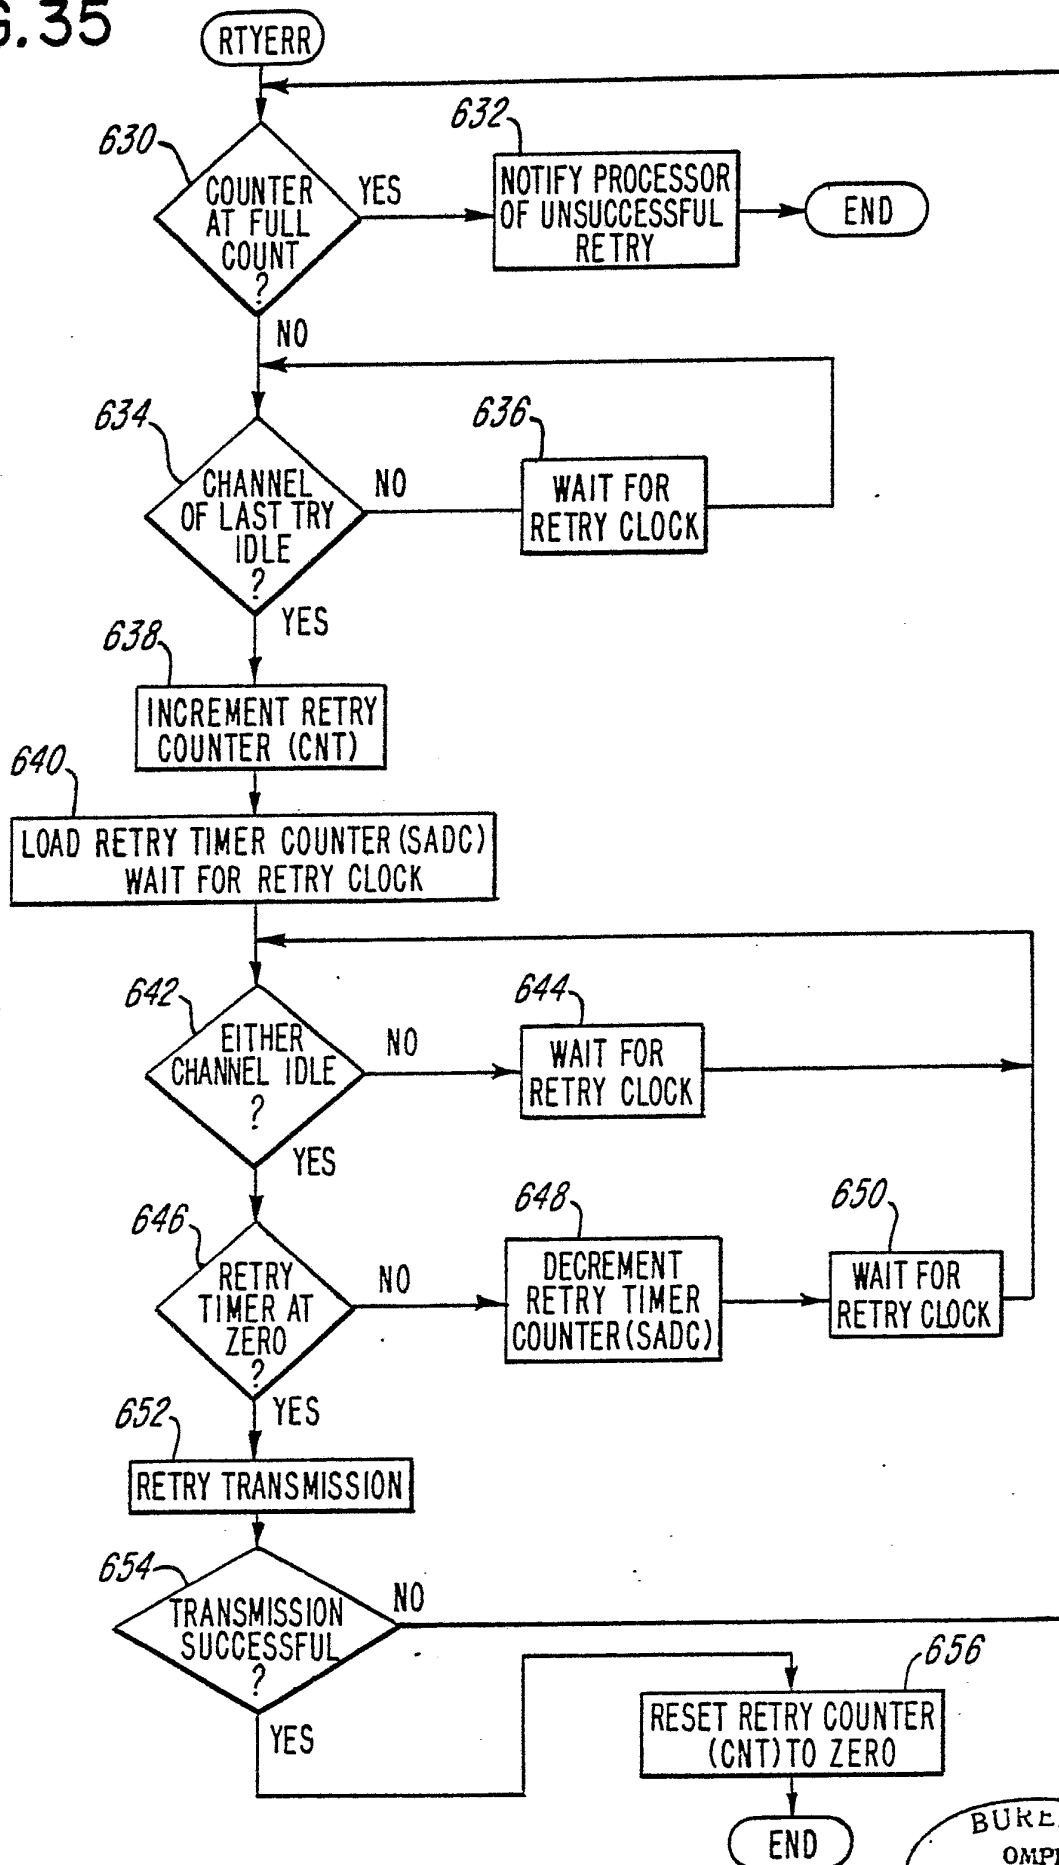 G.35
RTYERR
630
COUNTER
AT FULL
COUNT
?
YES
632
NOTIFY PROCESSOR
OF UNSUCCESSFUL
RETRY
END
NO
634
CHANNEL
OF LAST TRY
IDLE
?
NO
636
WAIT FOR
RETRY CLOCK
YES
638
INCREMENT RETRY
COUNTER (CNT)
640
LOAD RETRY TIMER COUNTER(SADC)
WAIT FOR RETRY CLOCK
642
EITHER
CHANNEL IDLE
?
NO
644
WAIT FOR
RETRY CLOCK
YES
646
RETRY
TIMER AT
ZERO
?
NO
648
DECREMENT
RETRY TIMER
COUNTER(SADC)
650
WAIT FOR
RETRY CLOCK
YES
652
RETRY TRANSMISSION
654
TRANSMISSION
SUCCESSFUL
?
NO
YES
656
RESET RETRY COUNTER
(CNT) TO ZERO
END
BURE
OMPI